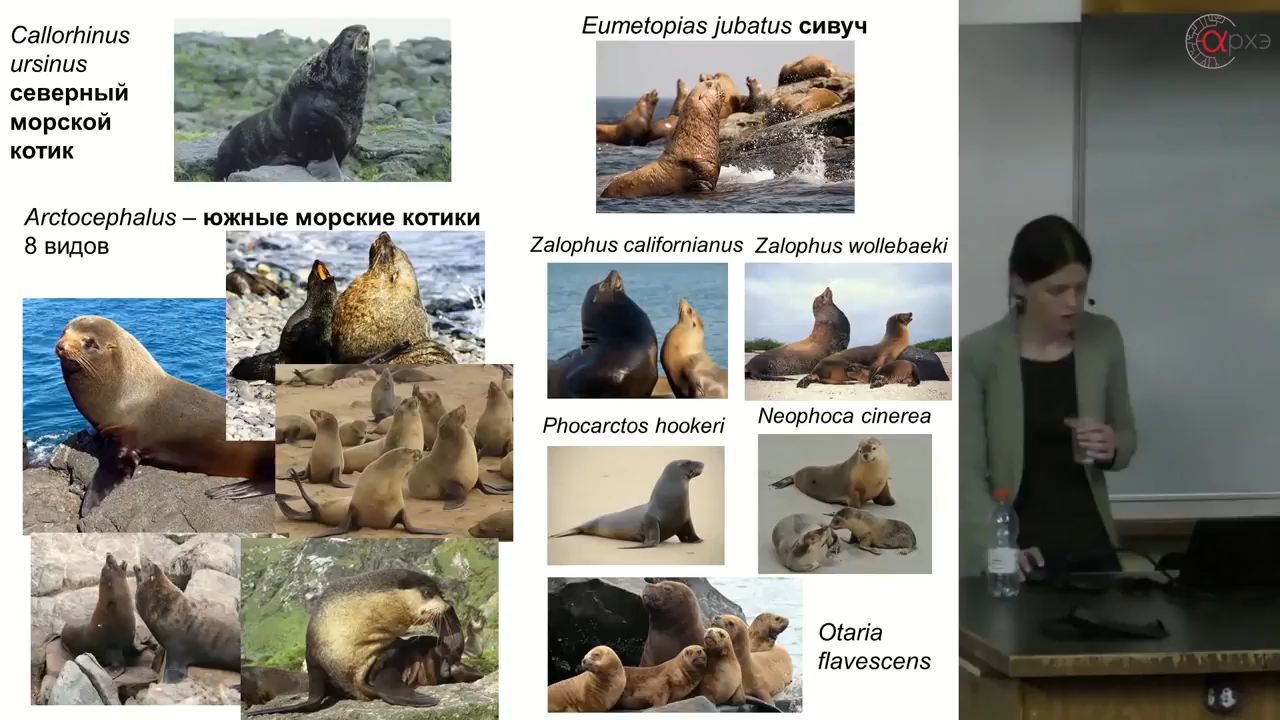 Callorhinus
ursinus
северный
морской
котик
Eumetopias jubatus сивуч
Arctocephalus – южные морские котики
8 видов
Zalophus californianus
Zalophus wollebaeki
Phocarctos hookeri
Neophoca cinerea
Otaria
flavescens
αрхэ